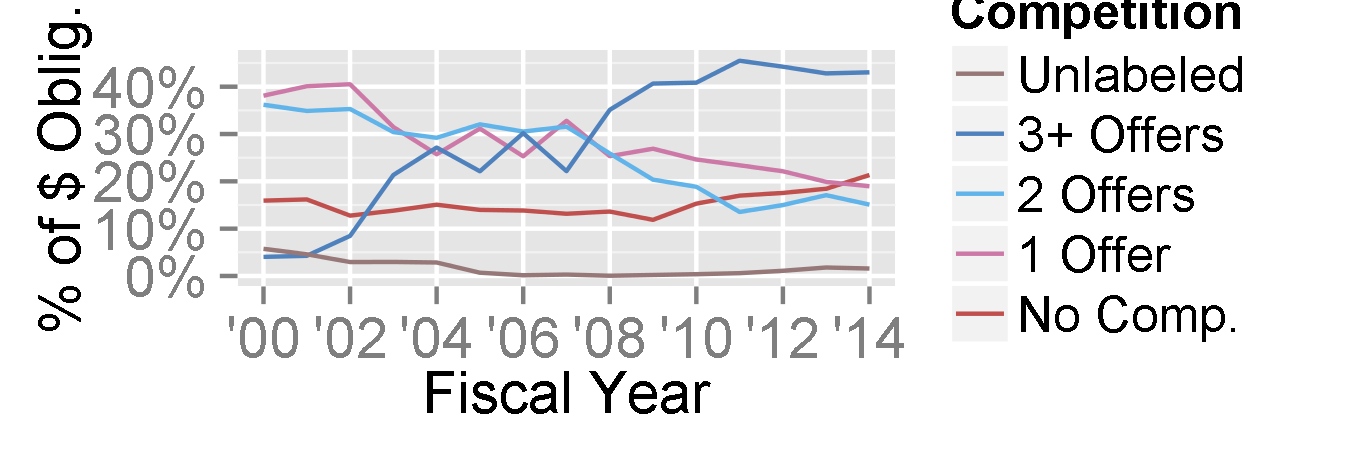 % of $ Oblig.
40%
30%
20%
10%
0%
'00 '02 '04 '06 '08 '10 '12 '14
Fiscal Year
Competition
Unlabeled
3+ Offers
2 Offers
1 Offer
No Comp.